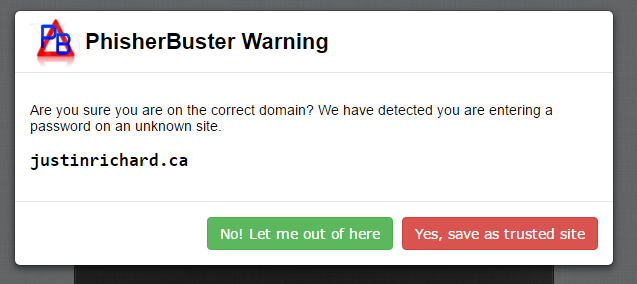 PB PhisherBuster Warning
Are you sure you are on the correct domain? We have detected you are entering a
password on an unknown site.
justinrichard.ca
No! Let me out of here Yes, save as trusted site